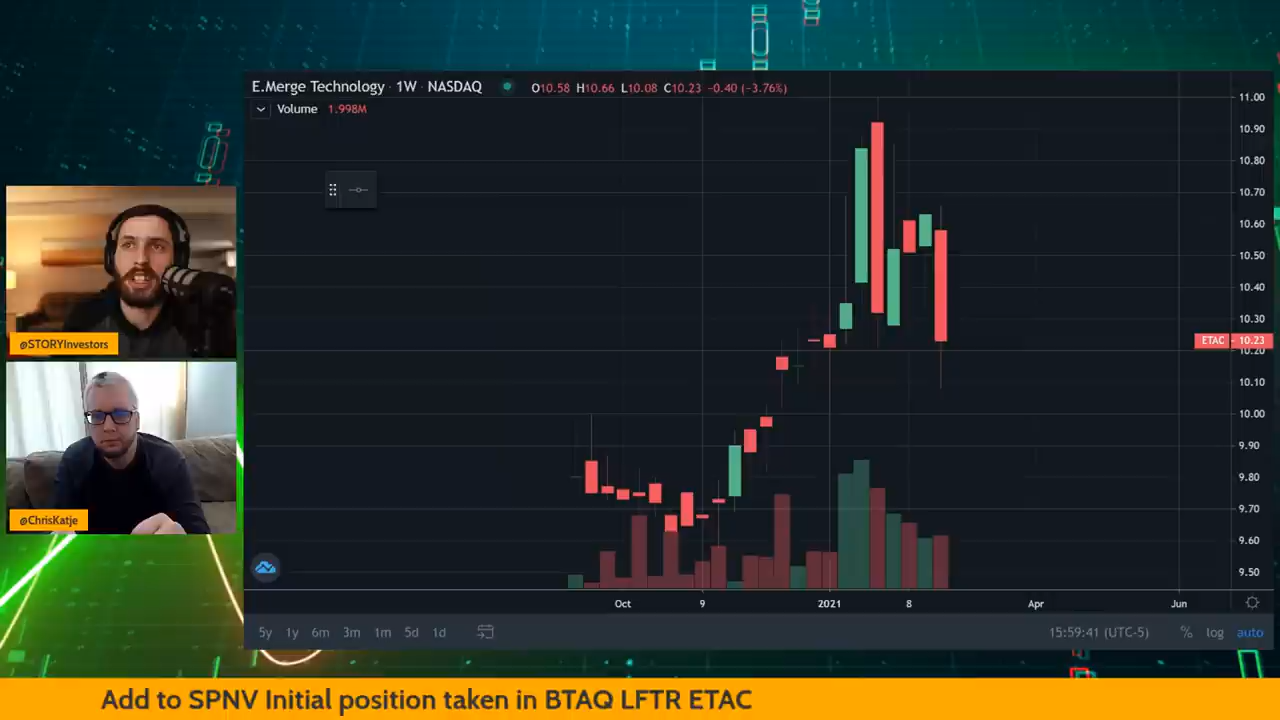 E.Merge Technology · 1W · NASDAQ O10.58 H10.66 L10.08 C10.23 -0.40 (-3.76%)
Volume 1.998M
11.00
10.90
10.80
10.70
10.60
10.50
10.40
10.30
ETAC 10.23
10.20
10.10
10.00
9.90
9.80
9.70
9.60
9.50
@STORYInvestors
@ChrisKatje
Oct 9 2021 8 Apr Jun
5y 1y 6m 3m 1m 5d 1d 15:59:41 (UTC-5) % log auto
Add to SPNV Initial position taken in BTAQ LFTR ETAC